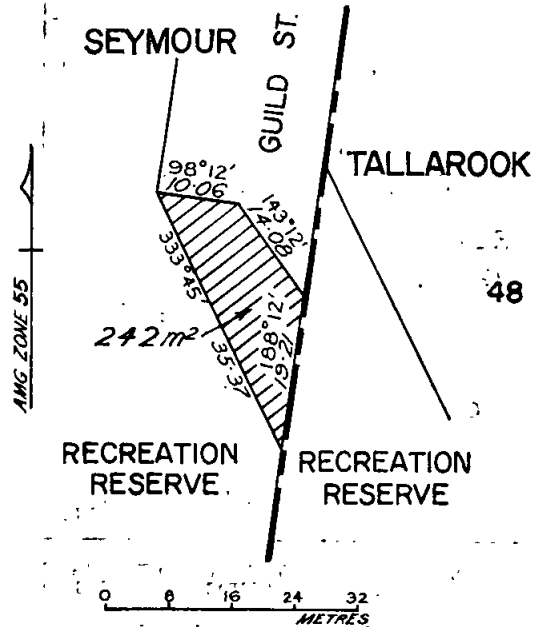 SEYMOUR
GUILD ST.
98°12'
10.06
TALLAROOK
143°12'
14.08
333°45'
35.37
48
AMG ZONE 55
242m²
188°12'
19.21
RECREATION
RESERVE
RECREATION
RESERVE
0 8 16 24 32
METRES